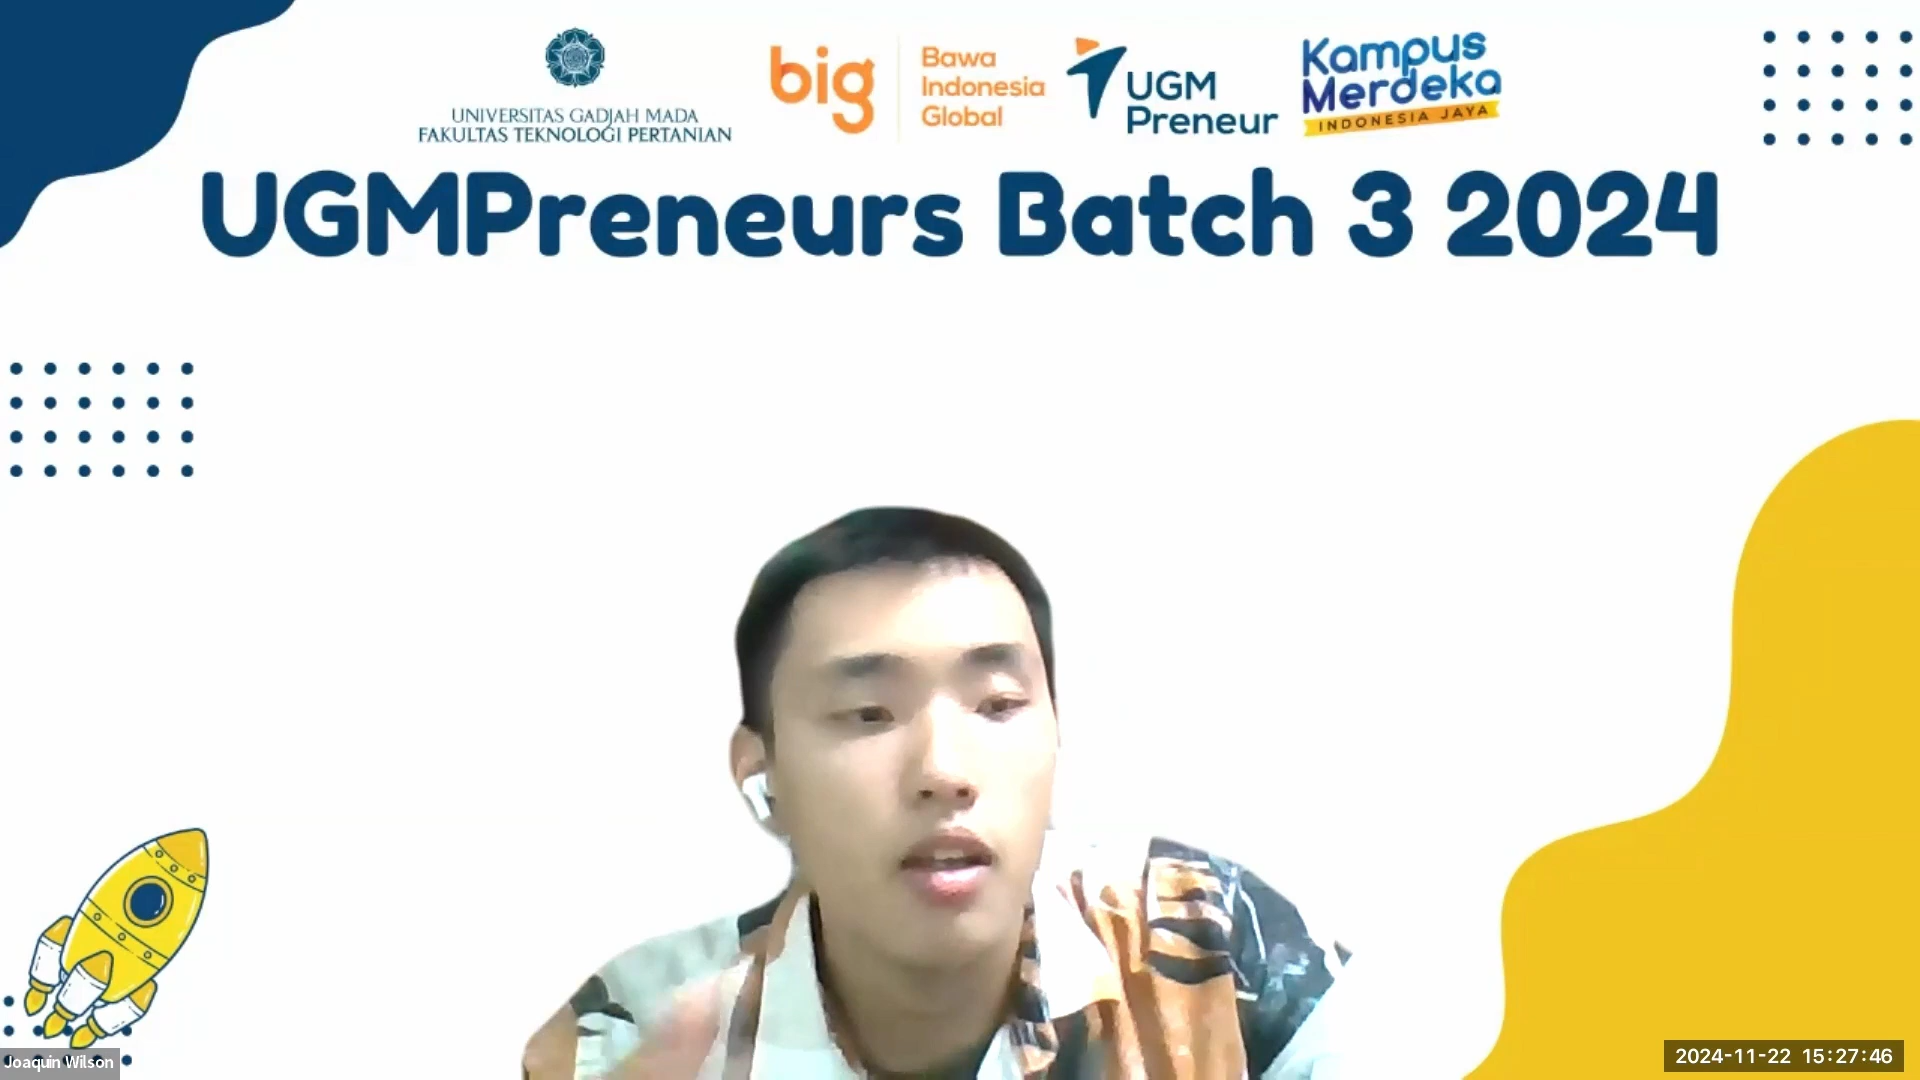 UNIVERSITAS GADJAH MADA
FAKULTAS TEKNOLOGI PERTANIAN
big
Bawa
Indonesia
Global
UGM
Preneur
Kampus
Merdeka
INDONESIA JAYA
UGMPreneurs Batch 3 2024
Joaquin Wilson
2024-11-22 15:27:46